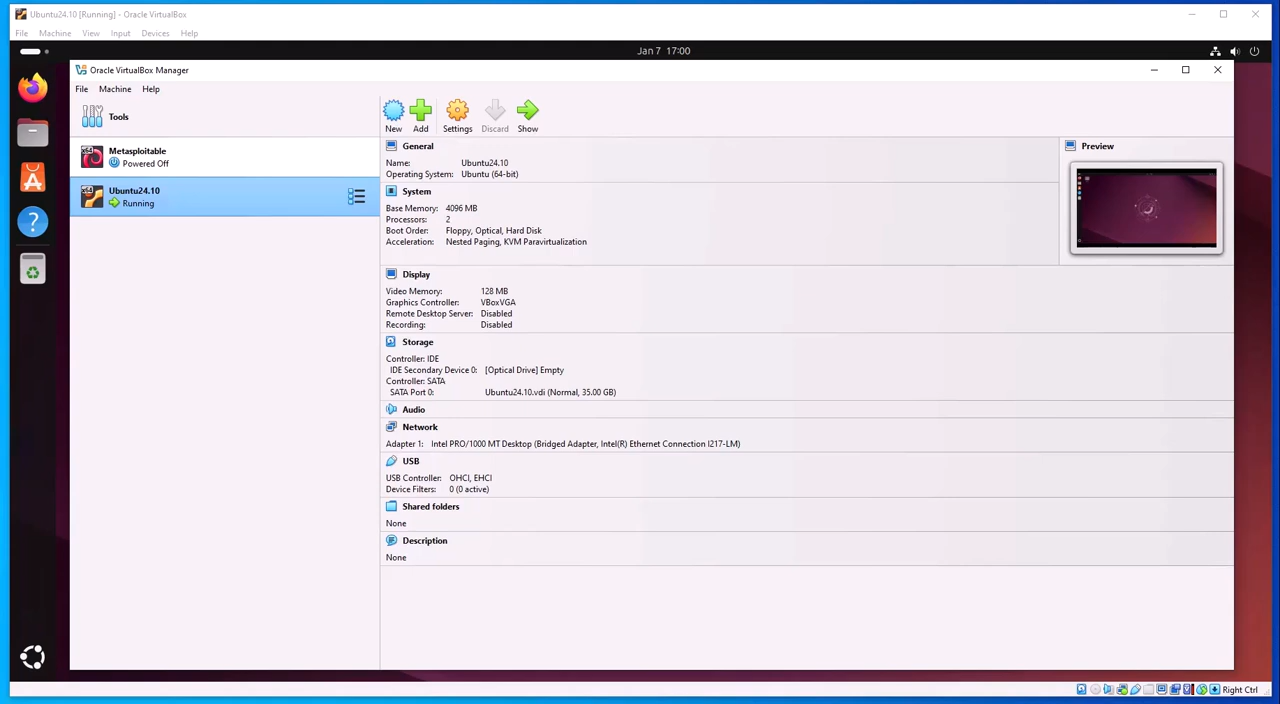 Ubuntu24.10 [Running] - Oracle VirtualBox
File Machine View Input Devices Help
Jan 7 17:00
Oracle VirtualBox Manager
File Machine Help
Tools
New Add Settings Discard Show
Metasploitable
Powered Off
Ubuntu24.10
Running
General
Name: Ubuntu24.10
Operating System: Ubuntu (64-bit)
System
Base Memory: 4096 MB
Processors: 2
Boot Order: Floppy, Optical, Hard Disk
Acceleration: Nested Paging, KVM Paravirtualization
Preview
Display
Video Memory: 128 MB
Graphics Controller: VBoxVGA
Remote Desktop Server: Disabled
Recording: Disabled
Storage
Controller: IDE
IDE Secondary Device 0: [Optical Drive] Empty
Controller: SATA
SATA Port 0: Ubuntu24.10.vdi (Normal, 35.00 GB)
Audio
Network
Adapter 1: Intel PRO/1000 MT Desktop (Bridged Adapter, Intel(R) Ethernet Connection I217-LM)
USB
USB Controller: OHCI, EHCI
Device Filters: 0 (0 active)
Shared folders
None
Description
None
Right Ctrl